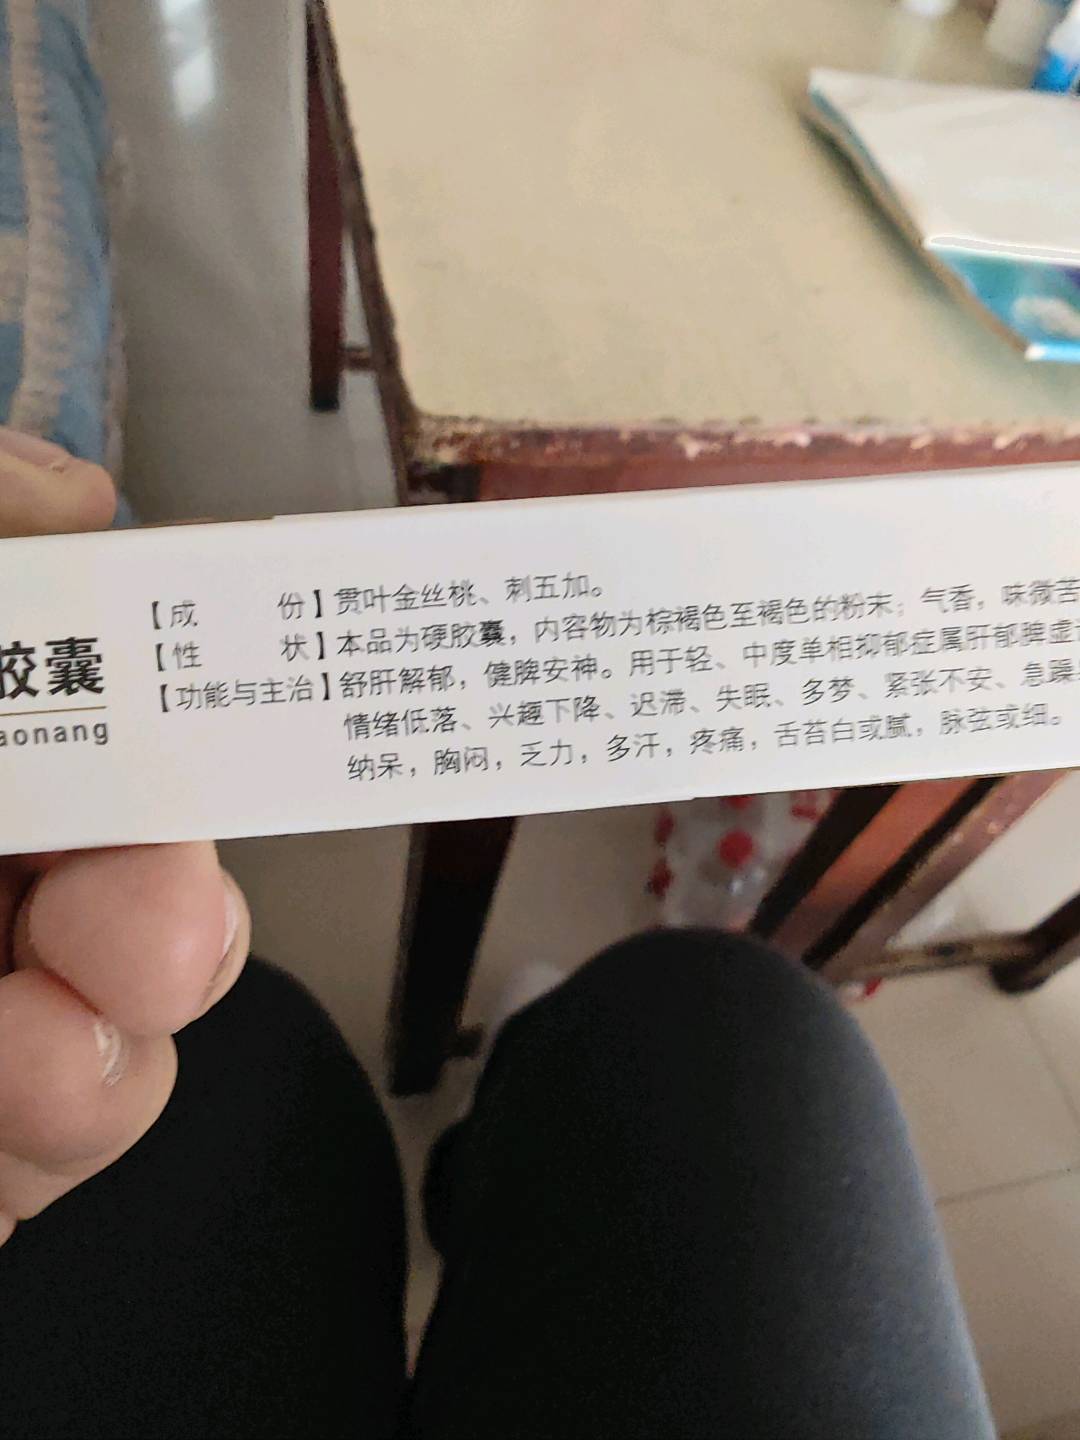 胶囊
aonang
【成份】贯叶金丝桃、刺五加。
【性状】本品为硬胶囊，内容物为棕褐色至褐色的粉末；气香，味微苦
【功能与主治】舒肝解郁，健脾安神。用于轻、中度单相抑郁症属肝郁脾虚
情绪低落、兴趣下降、迟滞、失眠、多梦、紧张不安、急躁
纳呆，胸闷，乏力，多汗，疼痛，舌苔白或腻，脉弦或细。